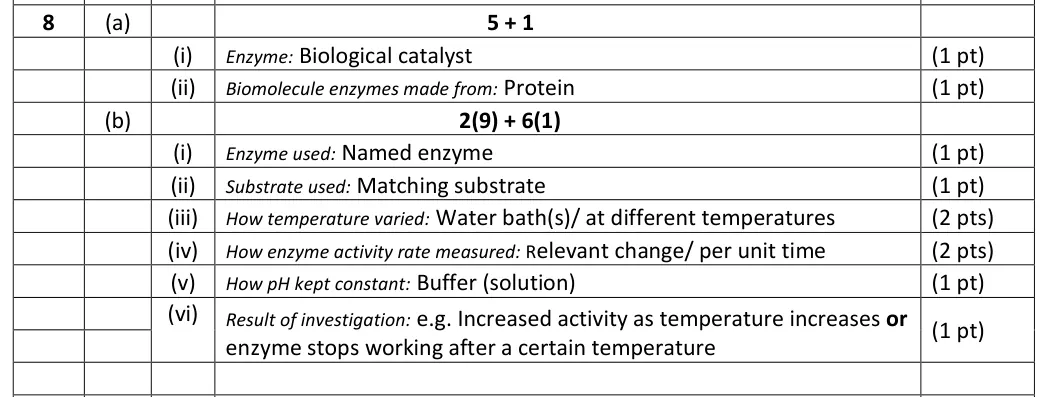 8 (a) 5 + 1
(i) Enzyme: Biological catalyst (1 pt)
(ii) Biomolecule enzymes made from: Protein (1 pt)
(b) 2(9) + 6(1)
(i) Enzyme used: Named enzyme (1 pt)
(ii) Substrate used: Matching substrate (1 pt)
(iii) How temperature varied: Water bath(s)/ at different temperatures (2 pts)
(iv) How enzyme activity rate measured: Relevant change/ per unit time (2 pts)
(v) How pH kept constant: Buffer (solution) (1 pt)
(vi) Result of investigation: e.g. Increased activity as temperature increases or
enzyme stops working after a certain temperature (1 pt)